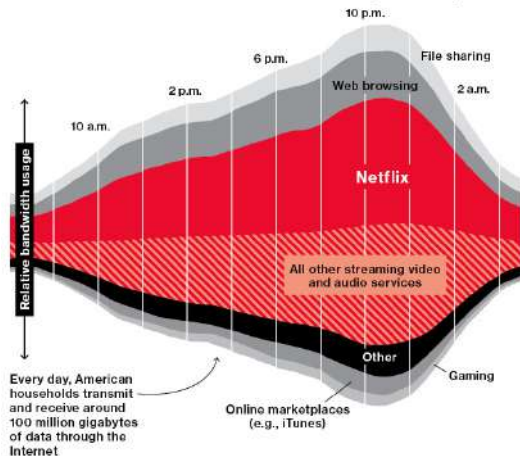 10 p.m.
6 p.m.
File sharing
2 p.m.
Web browsing
2 a.m.
10 a.m.
Relative bandwidth usage
Netflix
All other streaming video
and audio services
Other
Gaming
Every day, American
households transmit
and receive around
100 million gigabytes
of data through the
Internet
Online marketplaces
(e.g., iTunes)